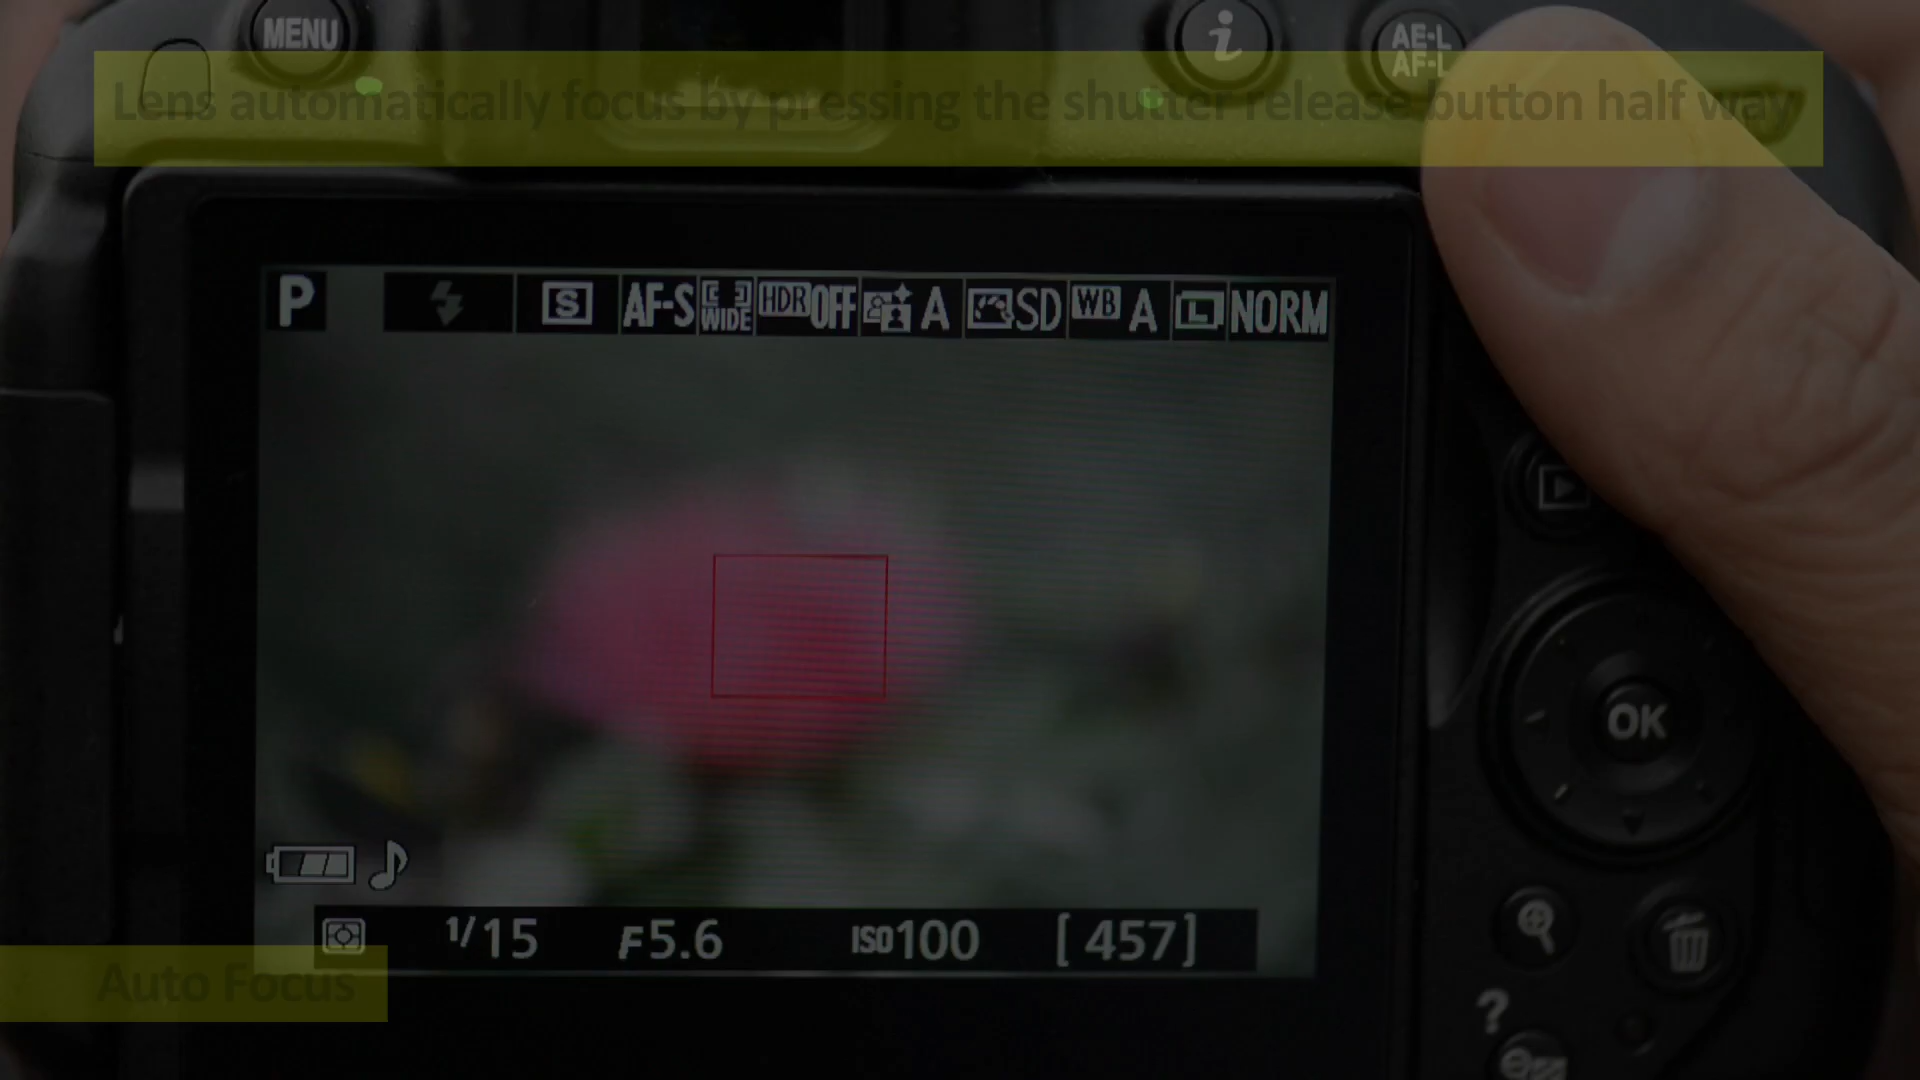 MENU
i
AE-L
AF-L
Lens automatically focus by pressing the shutter release button half way
P
S
AF-S
WIDE
HDR OFF
A
SD
WB A
L
NORM
OK
1/15
F5.6
ISO100
[457]
Auto Focus
?